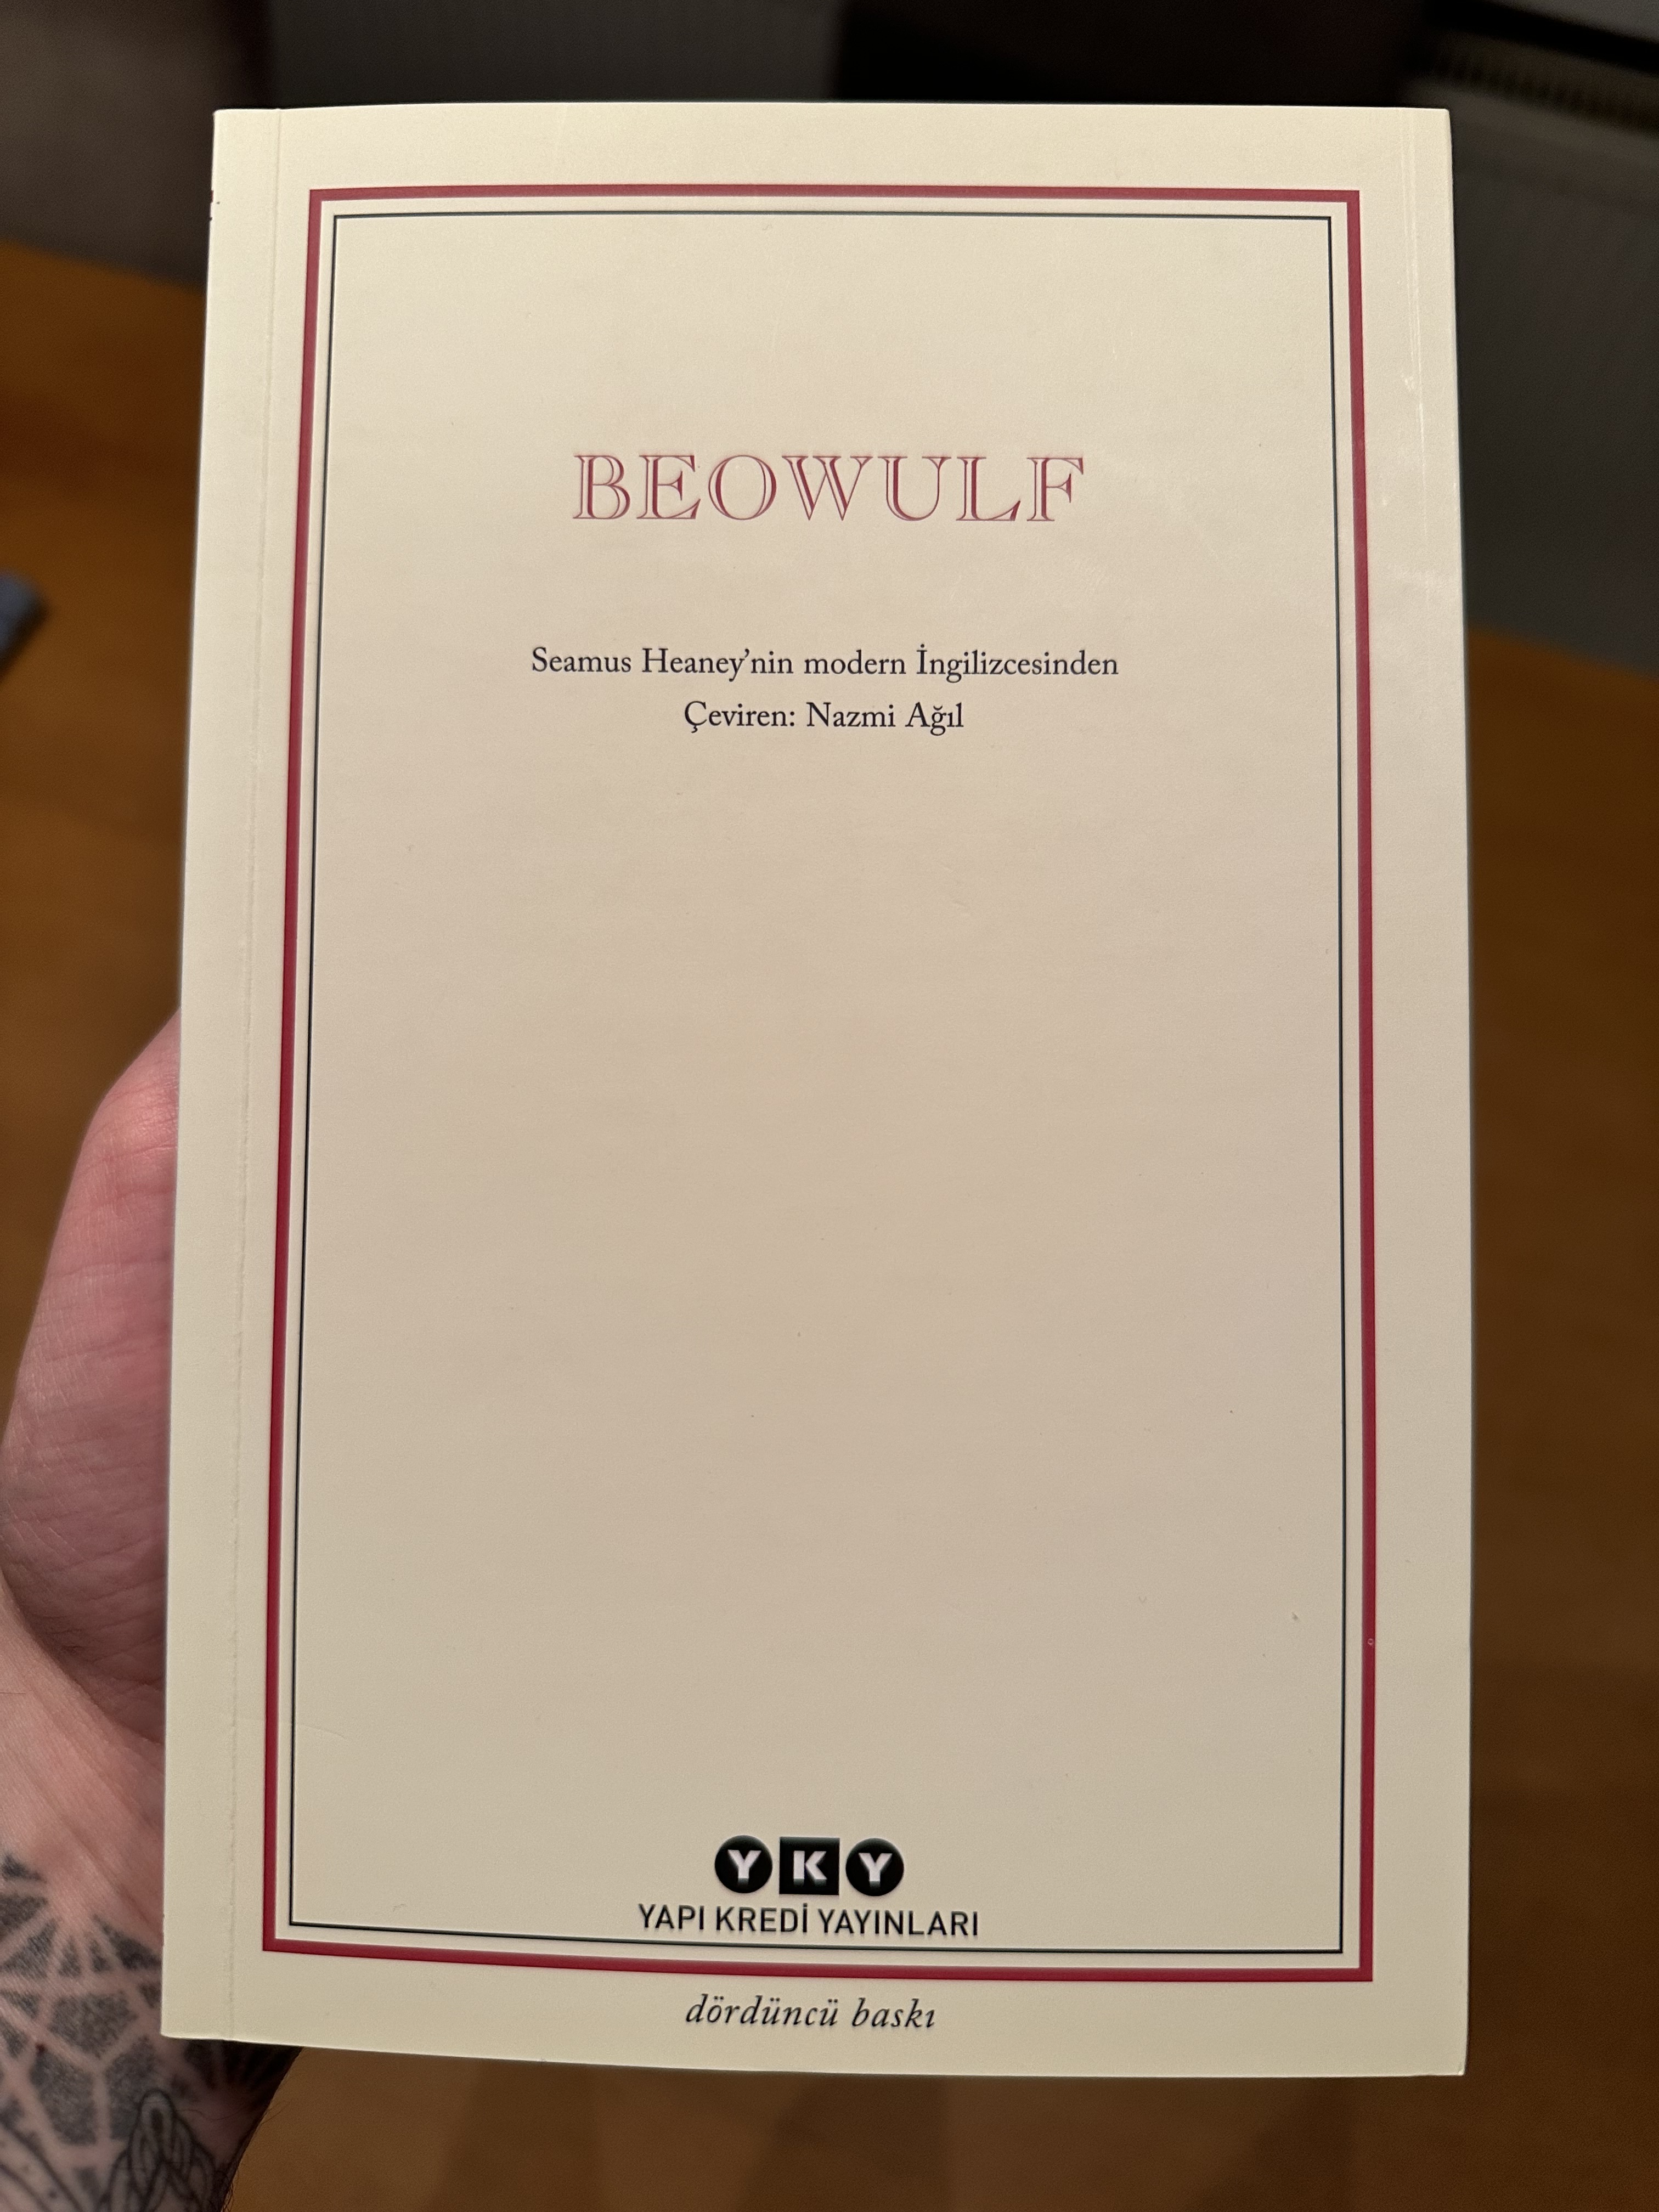 BEOWULF
Seamus Heaney’nin modern İngilizcesinden
Çeviren: Nazmi Ağıl
YKY
YAPI KREDİ YAYINLARI
dördüncü baskı